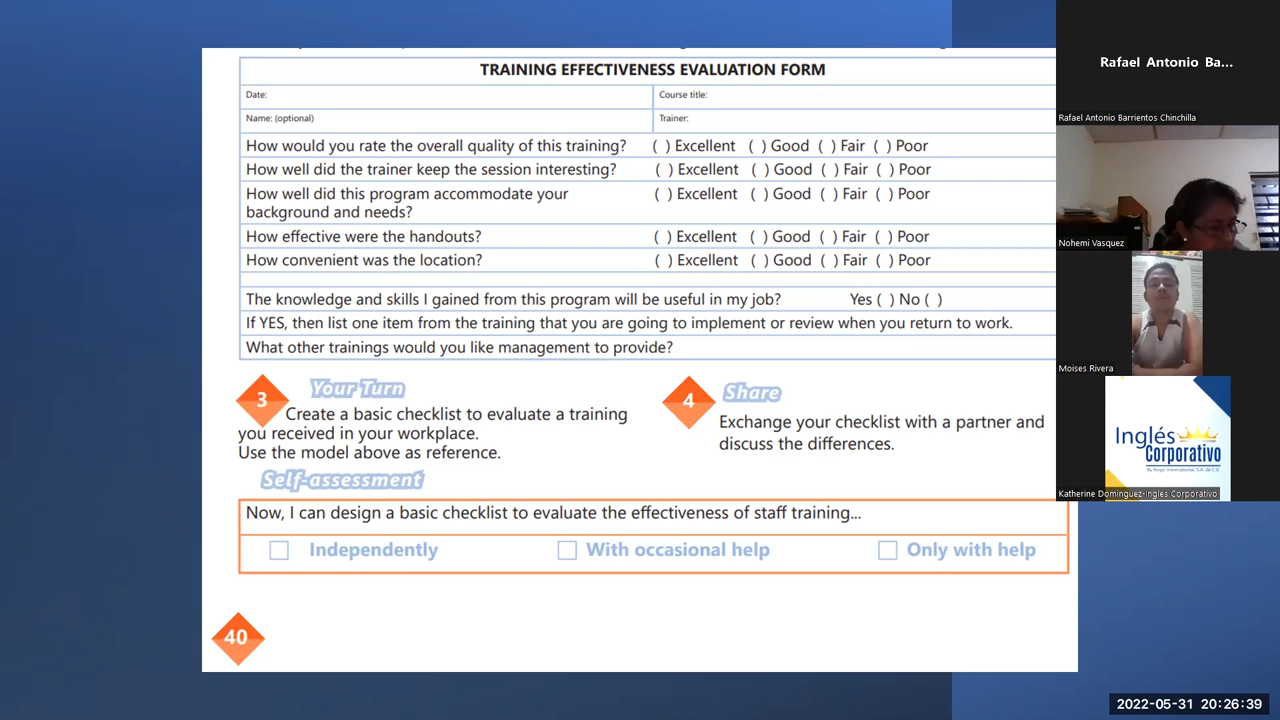 TRAINING EFFECTIVENESS EVALUATION FORM
Date:
Course title:
Name: (optional)
Trainer:
How would you rate the overall quality of this training? ( ) Excellent ( ) Good ( ) Fair ( ) Poor
How well did the trainer keep the session interesting? ( ) Excellent ( ) Good ( ) Fair ( ) Poor
How well did this program accommodate your
background and needs?
( ) Excellent ( ) Good ( ) Fair ( ) Poor
How effective were the handouts? ( ) Excellent ( ) Good ( ) Fair ( ) Poor
How convenient was the location? ( ) Excellent ( ) Good ( ) Fair ( ) Poor
The knowledge and skills I gained from this program will be useful in my job? Yes ( ) No ( )
If YES, then list one item from the training that you are going to implement or review when you return to work.
What other trainings would you like management to provide?
3
Your Turn
Create a basic checklist to evaluate a training
you received in your workplace.
Use the model above as reference.
4
Share
Exchange your checklist with a partner and
discuss the differences.
Self-assessment
Now, I can design a basic checklist to evaluate the effectiveness of staff training...
Independently
With occasional help
Only with help
40
Rafael Antonio Ba...
Rafael Antonio Barrientos Chinchilla
Nohemi Vasquez
Moises Rivera
Inglés
Corporativo
Katherine Dominguez-Ingles Corporativo
2022-05-31 20:26:39